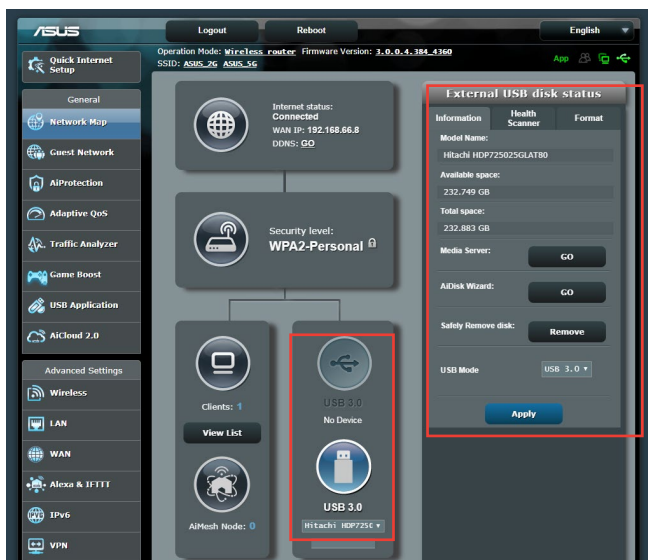 ASUS
Logout
Reboot
English
Quick Internet
Setup
Operation Mode: Wireless router Firmware Version: 3.0.0.4.384_4360
SSID: ASUS_2G ASUS_5G
App
General
Network Map
Guest Network
AiProtection
Adaptive QoS
Traffic Analyzer
Game Boost
USB Application
AiCloud 2.0
Advanced Settings
Wireless
LAN
WAN
Alexa & IFTTT
IPv6
VPN
Internet status:
Connected
WAN IP: 192.168.66.8
DDNS: GO
Security level:
WPA2-Personal
Clients: 1
View List
AiMesh Node: 0
USB 3.0
No Device
USB 3.0
Hitachi HDP725C
External USB disk status
Information
Health
Scanner
Format
Model Name:
Hitachi HDP725025GLAT80
Available space:
232.749 GB
Total space:
232.883 GB
Media Server:
GO
AiDisk Wizard:
GO
Safely Remove disk:
Remove
USB Mode
USB 3.0
Apply